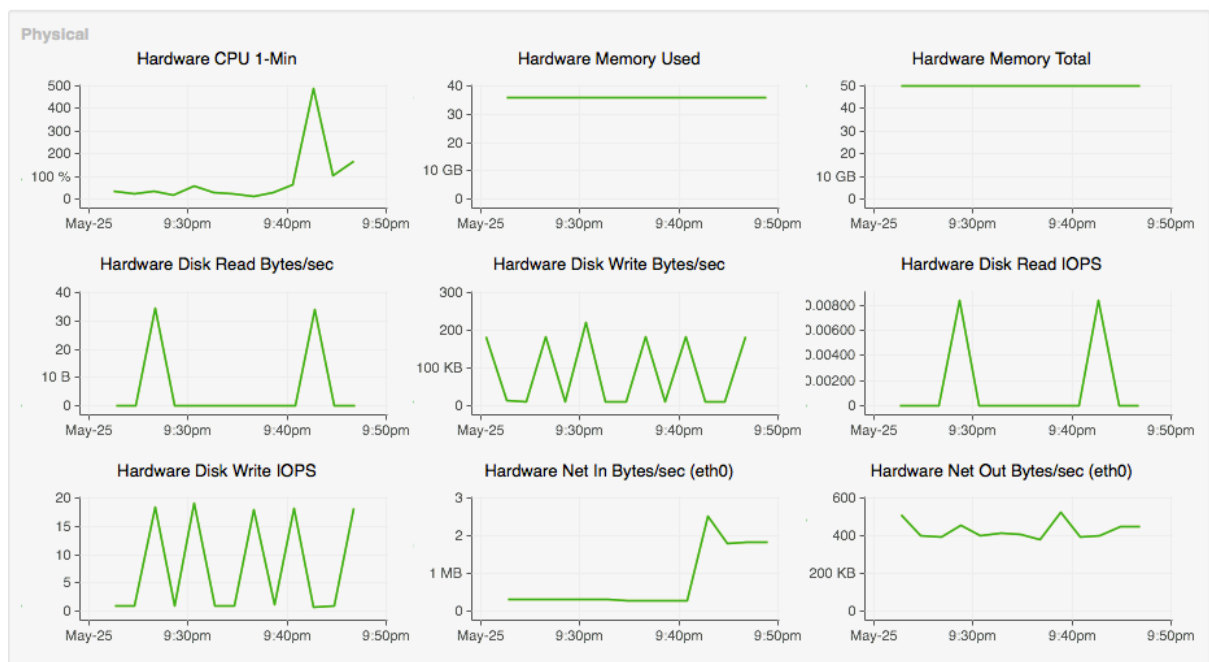 Physical
Hardware CPU 1-Min
500
400
300
200
100 %
0
May-25 9:30pm 9:40pm 9:50pm
Hardware Memory Used
40
30
20
10 GB
0
May-25 9:30pm 9:40pm 9:50pm
Hardware Memory Total
50
30
20
10 GB
0
May-25 9:30pm 9:40pm 9:50pm
Hardware Disk Read Bytes/sec
40
30
20
10 B
0
May-25 9:30pm 9:40pm 9:50pm
Hardware Disk Write Bytes/sec
300
200
100 KB
0
May-25 9:30pm 9:40pm 9:50pm
Hardware Disk Read IOPS
0.00800
0.00600
0.00400
0.00200
0
May-25 9:30pm 9:40pm 9:50pm
Hardware Disk Write IOPS
20
15
10
5
0
May-25 9:30pm 9:40pm 9:50pm
Hardware Net In Bytes/sec (eth0)
3
2
1 MB
0
May-25 9:30pm 9:40pm 9:50pm
Hardware Net Out Bytes/sec (eth0)
600
400
200 KB
0
May-25 9:30pm 9:40pm 9:50pm